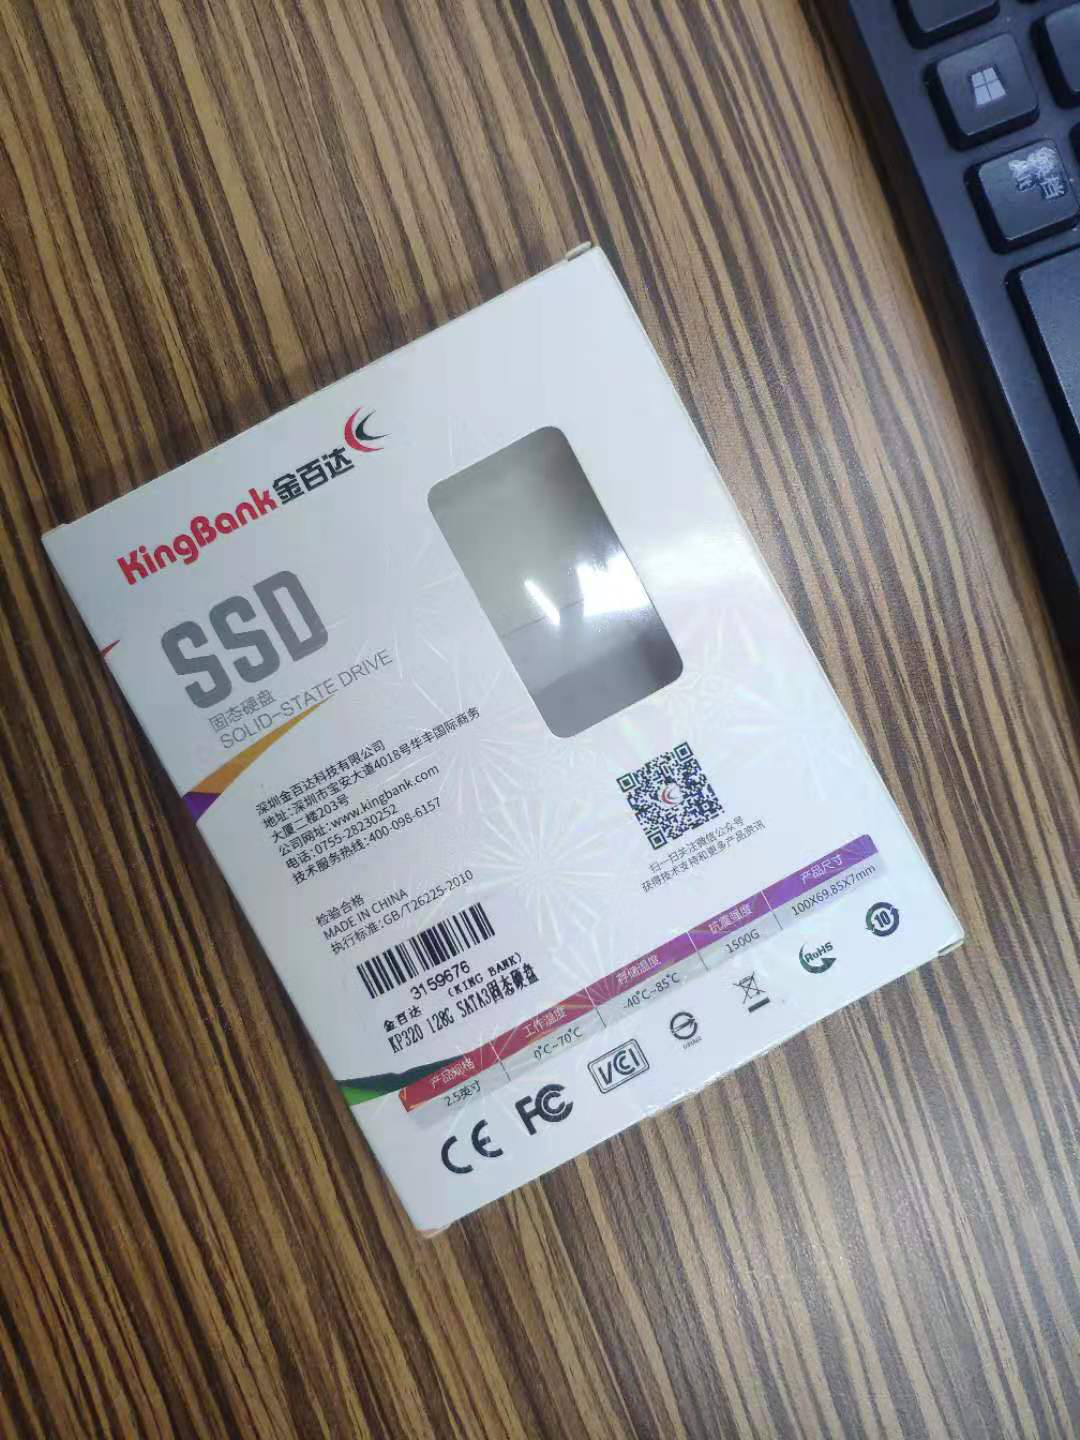 KingBank金百达
SSD
固态硬盘
SOLID-STATE DRIVE
深圳金百达科技有限公司
地址:深圳市宝安大道4018号华丰国际商务
大厦二楼203号
公司网址:www.kingbank.com
电话:0755-28230252
技术服务热线:400-098-6157
扫一扫关注微信公众号
获得技术支持和更多产品资讯
检验合格
MADE IN CHINA
执行标准:GB/T26225-2010
3159676
金百达 (KING BANK)
KP320 128G SATA3固态硬盘
产品规格 工作温度 存储温度 抗震强度 产品尺寸
2.5英寸 0℃~70℃ -40℃~85℃ 1500G 100X69.85X7mm
CE FC VCI RoHS 10